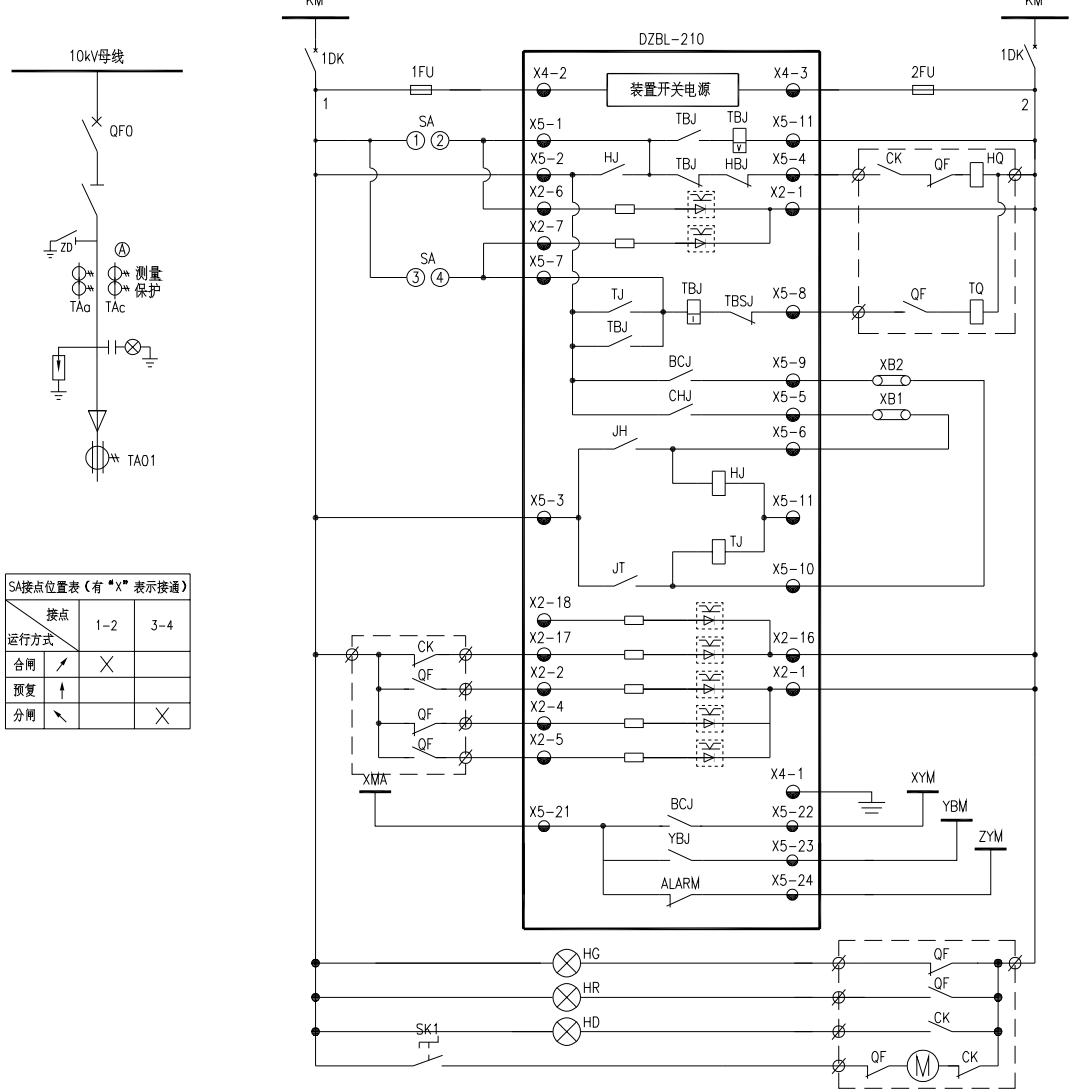 KM
KM
DZBL-210
1DK
1DK
10kV母线
1FU
X4-2
装置开关电源
X4-3
2FU
1
2
QF0
SA
1 2
X5-1
TBJ
TBJ
V
X5-11
X5-2
HJ
TBJ
HBJ
X5-4
CK
QF
HQ
X2-6
X2-1
X2-7
ZD
A
SA
3 4
X5-7
测量
保护
TAa
TAc
TJ
TBJ
I
TBSJ
X5-8
QF
TQ
TBJ
BCJ
X5-9
XB2
CHJ
X5-5
XB1
JH
X5-6
TA01
HJ
X5-3
X5-11
TJ
JT
X5-10
SA接点位置表(有“X”表示接通)
接点
运行方式
1-2
3-4
合闸 ↗ X
预复 ↑
分闸 ↖ X
X2-18
X2-17
X2-16
CK
X2-2
X2-1
QF
X2-4
QF
X2-5
QF
XMA
X4-1
XYM
X5-21
BCJ
X5-22
YBM
YBJ
X5-23
ZYM
ALARM
X5-24
HG
QF
HR
QF
HD
CK
SK1
QF
M
CK